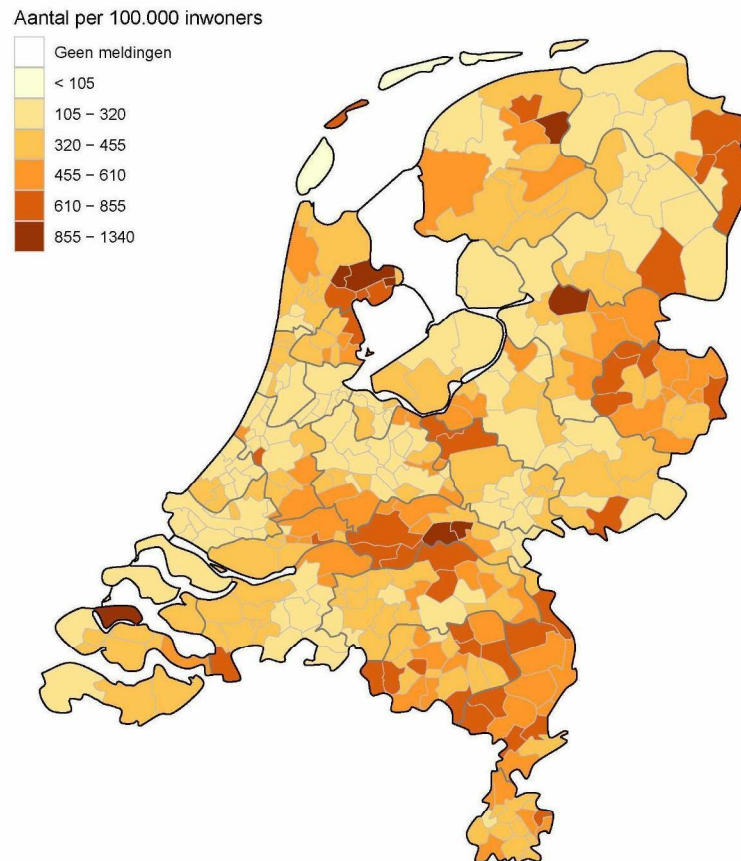 Aantal per 100.000 inwoners
Geen meldingen
< 105
105 − 320
320 − 455
455 − 610
610 − 855
855 − 1340